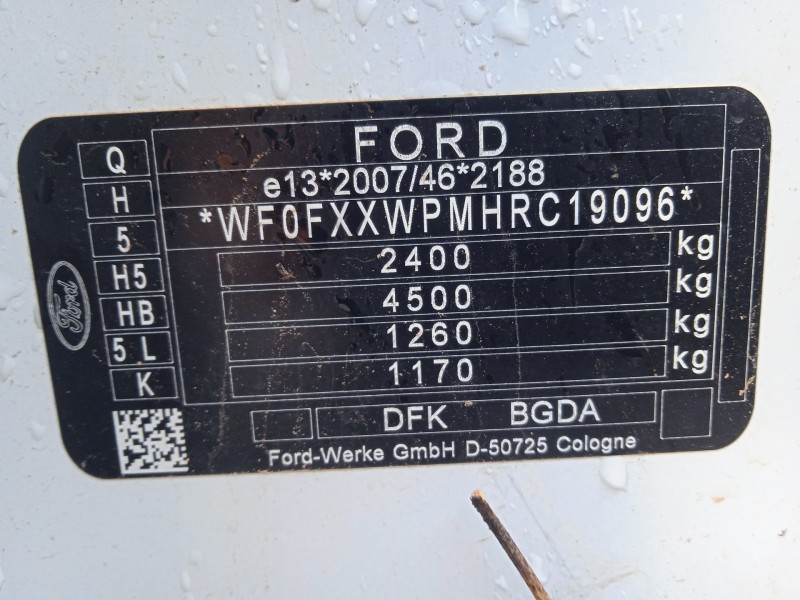 FORD
e13*2007/46*2188
*WF0FXXWPMHRC19096*
2400 kg
4500 kg
1260 kg
1170 kg
Q
H
5
H5
HB
5 L
K
Ford
DFK BGDA
Ford-Werke GmbH D-50725 Cologne